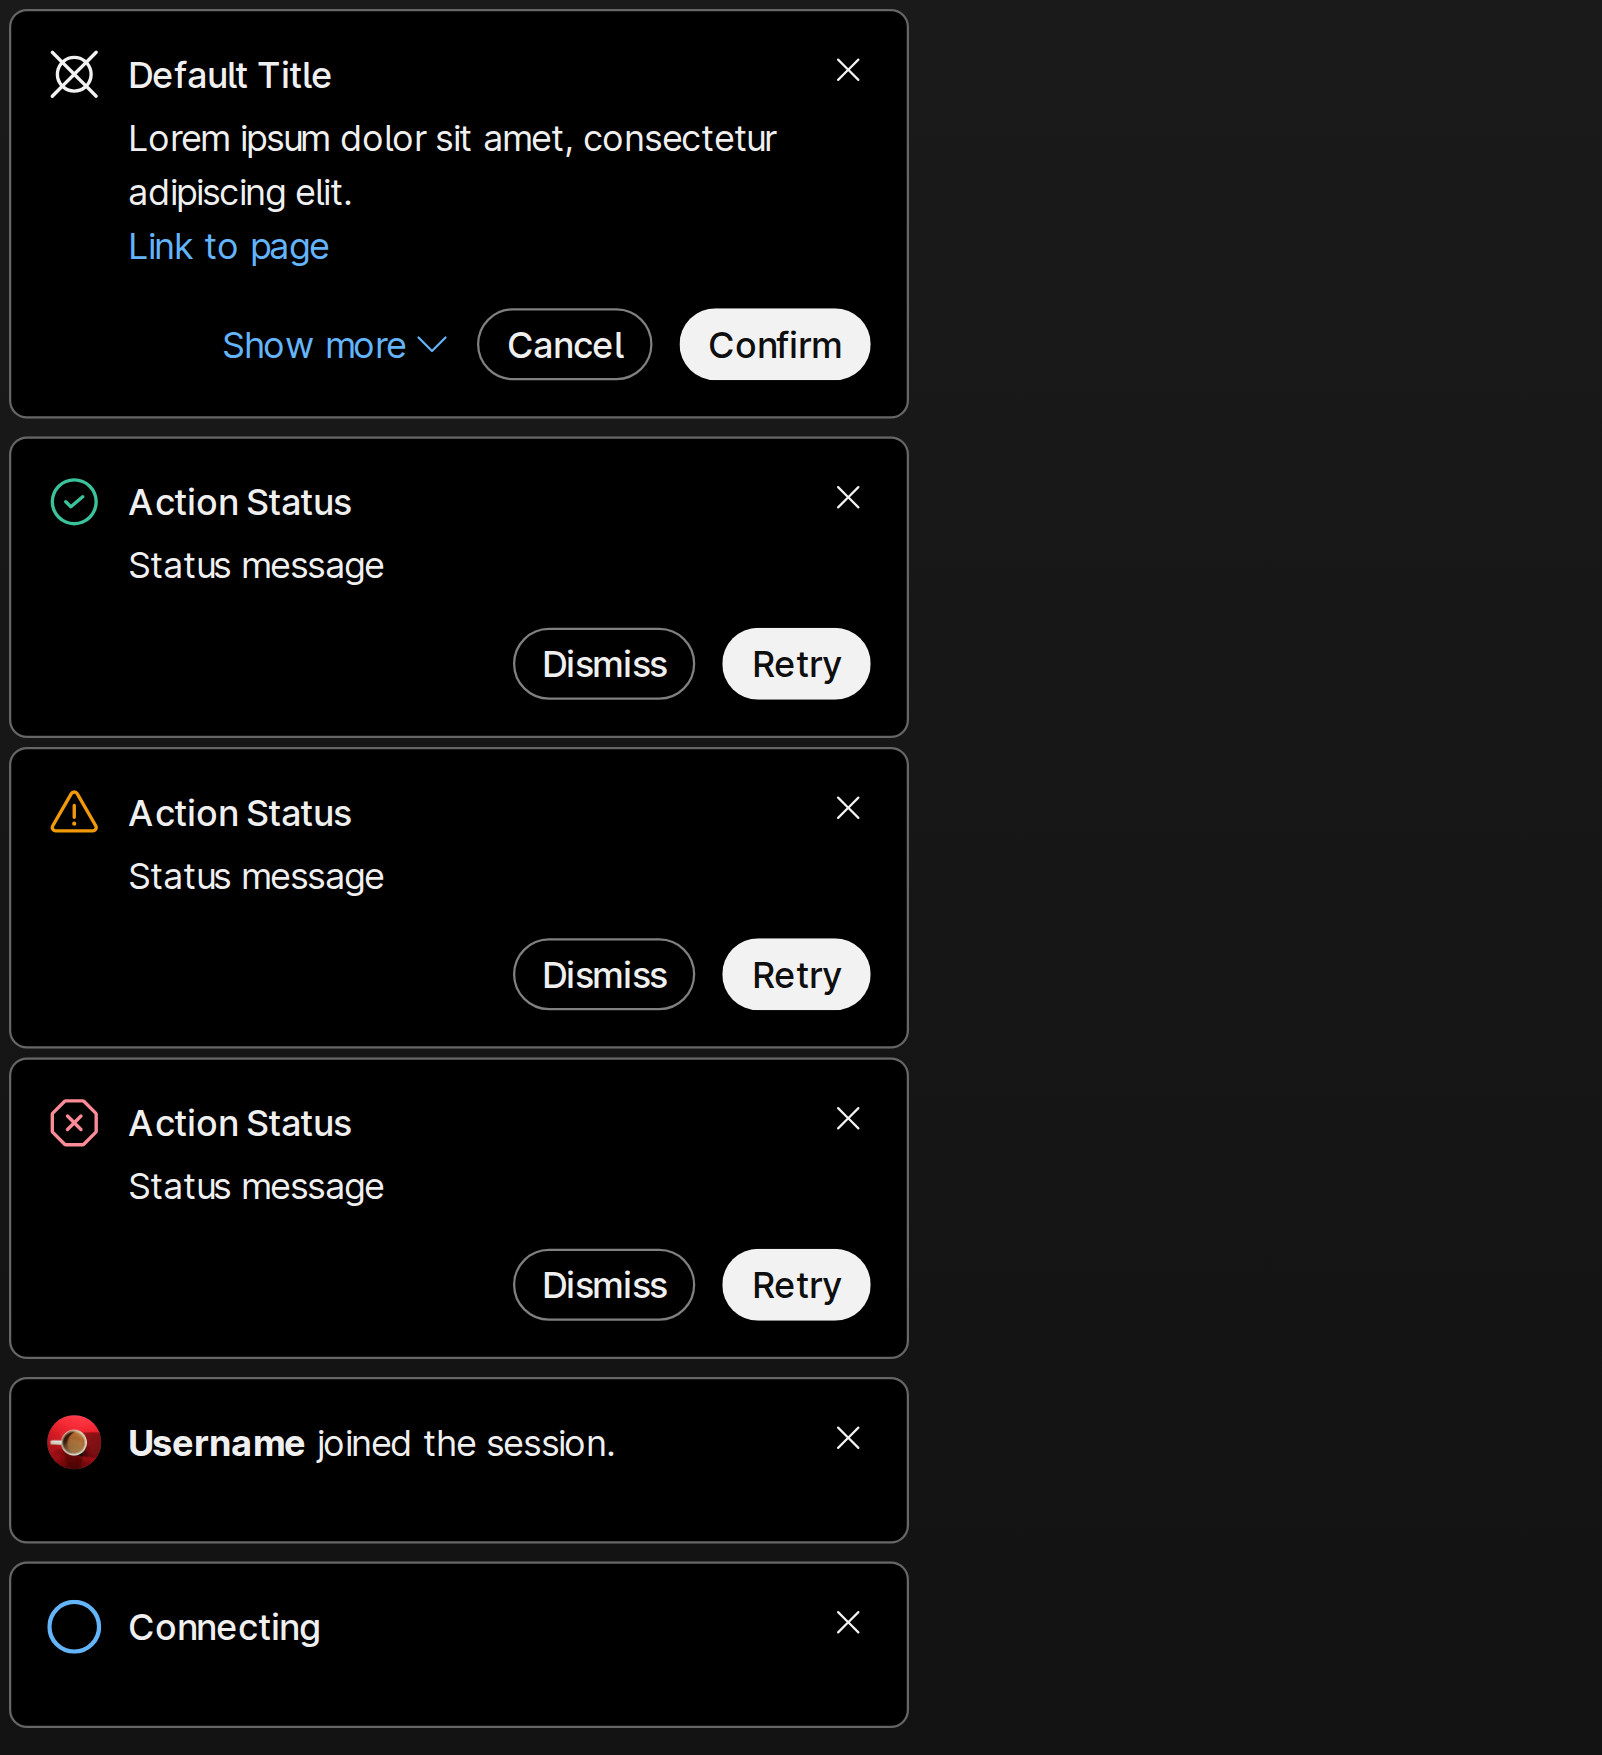 Default Title
Lorem ipsum dolor sit amet, consectetur
adipiscing elit.
Link to page
Show more Cancel Confirm
Action Status
Status message
Dismiss Retry
Action Status
Status message
Dismiss Retry
Action Status
Status message
Dismiss Retry
Username joined the session.
Connecting